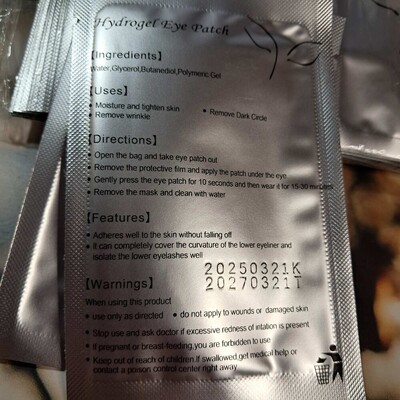 Hydrogel Eye Patch
【Ingredients】
Water,Glycerol,Butanediol,Polymeric Gel
【Uses】
• Moisture and tighten skin • Remove Dark Circle
• Remove wrinkle
【Directions】
• Open the bag and take eye patch out
• Remove the protective film and apply the patch under the eye
• Gently press the eye patch for 10 seconds and then wear it for 15-30 minutes
• Remove the mask and clean with water
【Features】
• Adheres well to the skin without falling off
• It can completely cover the curvature of the lower eyeliner and
isolate the lower eyelashes well
20250321K
20270321T
【Warnings】
When using this product
• use only as directed • do not apply to wounds or damaged skin
• Stop use and ask doctor if excessive redness of irritation is present
• If pregnant or breast-feeding,you are forbidden to use
• Keep out of reach of children.If swallowed,get medical help or
contact a poison control center right away